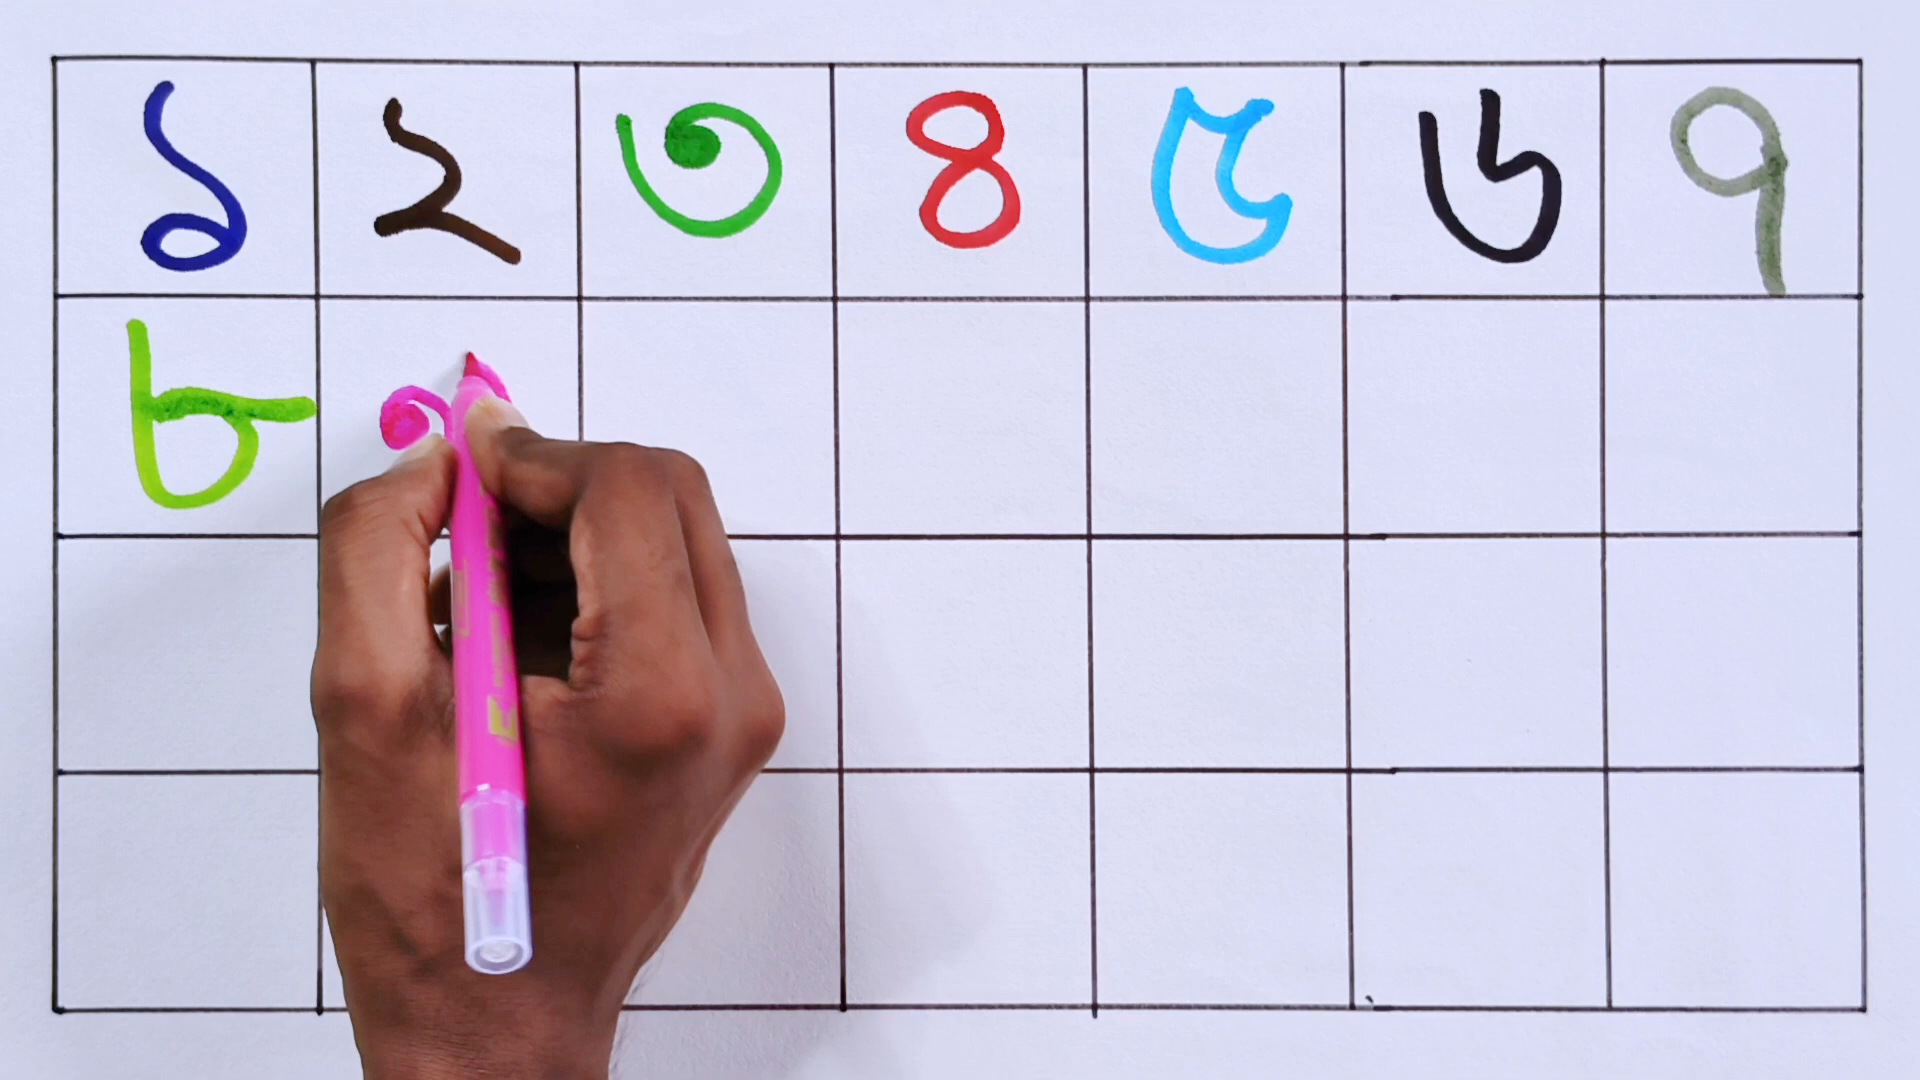 ১ ২ ৩ ৪ ৫ ৬ ৭
৮